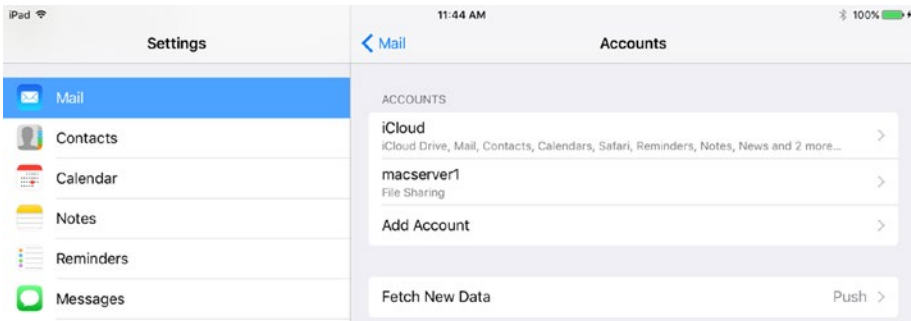 iPad 11:44 AM 100%
Settings
Mail Accounts
Mail
Contacts
Calendar
Notes
Reminders
Messages
ACCOUNTS
iCloud
iCloud Drive, Mail, Contacts, Calendars, Safari, Reminders, Notes, News and 2 more...
macserver1
File Sharing
Add Account
Fetch New Data Push